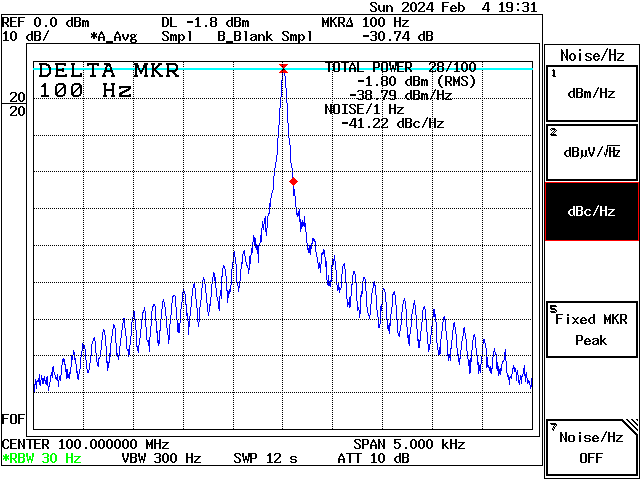 Sun 2024 Feb 4 19:31
REF 0.0 dBm DL -1.8 dBm MKRΔ 100 Hz
10 dB/ *A_Avg Smpl B_Blank Smpl -30.74 dB
Noise/Hz
DELTA MKR
100 Hz
TOTAL POWER 28/100
-1.80 dBm (RMS)
-38.79 dBm/Hz
NOISE/1 Hz
-41.22 dBc/Hz
20
20
1
dBm/Hz
2
dBµV/√Hz
dBc/Hz
5
Fixed MKR
Peak
FOF
7
Noise/Hz
OFF
CENTER 100.000000 MHz SPAN 5.000 kHz
*RBW 30 Hz VBW 300 Hz SWP 12 s ATT 10 dB